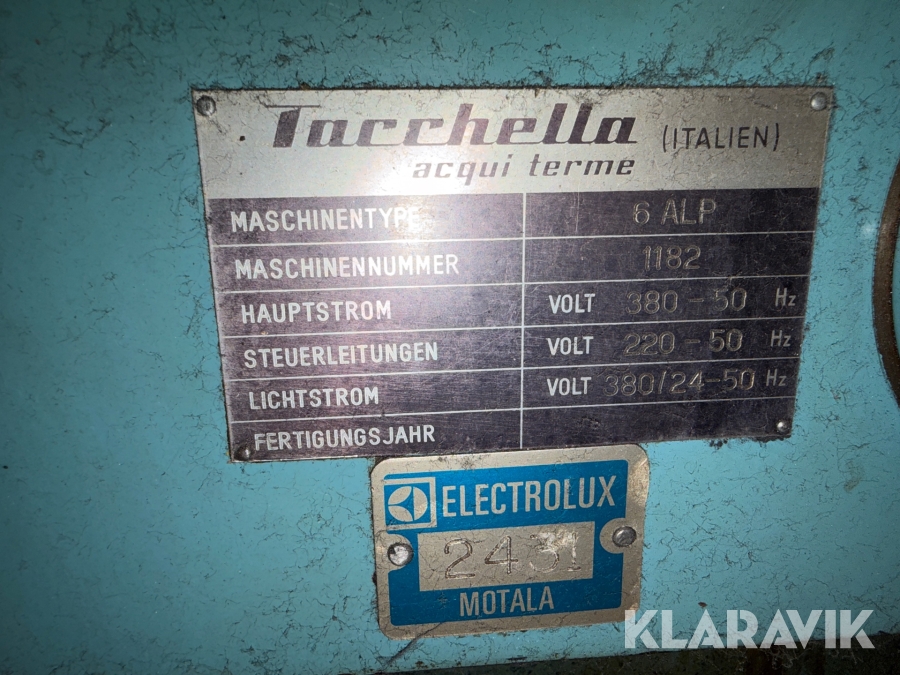 Tacchella (ITALIEN)
acqui terme
MASCHINENTYPE 6 ALP
MASCHINENNUMMER 1182
HAUPTSTROM VOLT 380-50 Hz
STEUERLEITUNGEN VOLT 220-50 Hz
LICHTSTROM VOLT 380/24-50 Hz
FERTIGUNGSJAHR
ELECTROLUX
2431
MOTALA
KLARAVIK